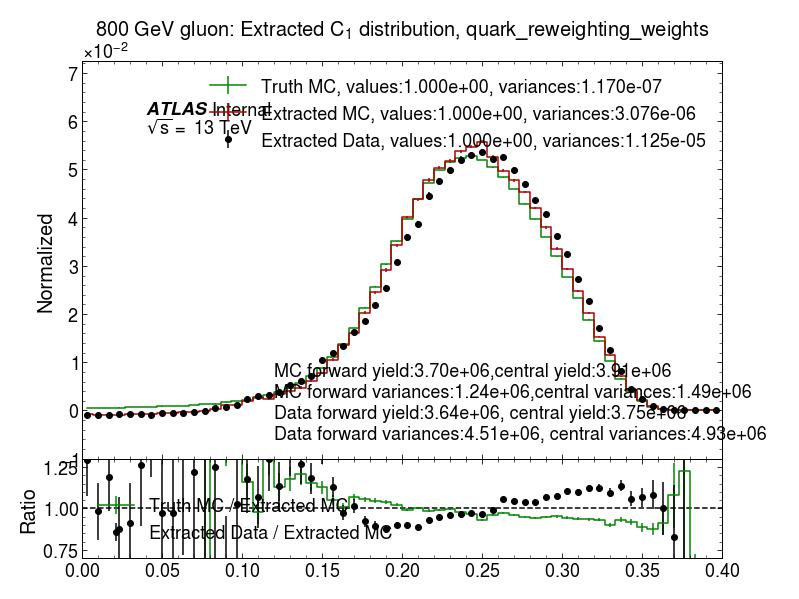 800 GeV gluon: Extracted C₁ distribution, quark_reweighting_weights
×10⁻²
Truth MC, values:1.000e+00, variances:1.170e-07
ATLAS Internal
Extracted MC, values:1.000e+00, variances:3.076e-06
√s = 13 TeV
Extracted Data, values:1.000e+00, variances:1.125e-05
Normalized
7
6
5
4
3
2
1
0
1
MC forward yield:3.70e+06,central yield:3.91e+06
MC forward variances:1.24e+06,central variances:1.49e+06
Data forward yield:3.64e+06, central yield:3.75e+06
Data forward variances:4.51e+06, central variances:4.93e+06
Ratio
1.25
1.00
0.75
Truth MC / Extracted MC
Extracted Data / Extracted MC
0.00 0.05 0.10 0.15 0.20 0.25 0.30 0.35 0.40